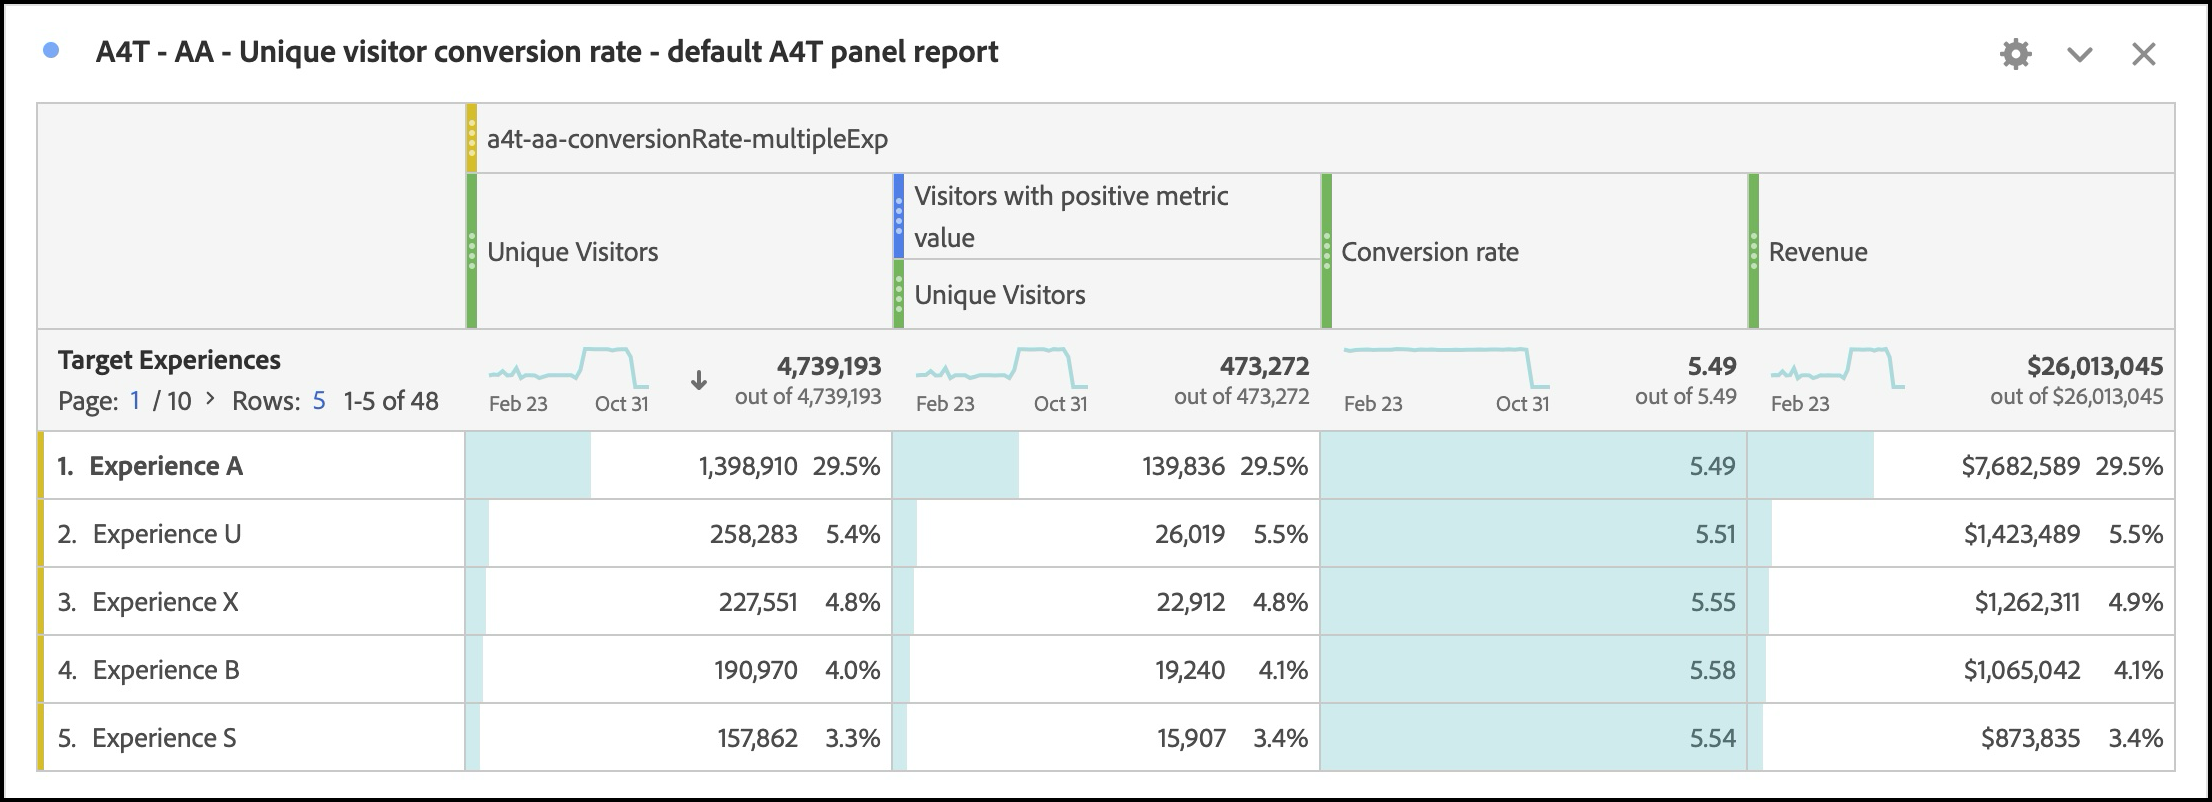 A4T - AA - Unique visitor conversion rate - default A4T panel report
a4t-aa-conversionRate-multipleExp
Unique Visitors
Visitors with positive metric
value
Unique Visitors
Conversion rate
Revenue
Target Experiences
Page: 1 / 10 > Rows: 5 1-5 of 48
Feb 23 Oct 31
4,739,193
out of 4,739,193
Feb 23 Oct 31
473,272
out of 473,272
Feb 23 Oct 31
5.49
out of 5.49
Feb 23
$26,013,045
out of $26,013,045
1. Experience A 1,398,910 29.5% 139,836 29.5% 5.49 $7,682,589 29.5%
2. Experience U 258,283 5.4% 26,019 5.5% 5.51 $1,423,489 5.5%
3. Experience X 227,551 4.8% 22,912 4.8% 5.55 $1,262,311 4.9%
4. Experience B 190,970 4.0% 19,240 4.1% 5.58 $1,065,042 4.1%
5. Experience S 157,862 3.3% 15,907 3.4% 5.54 $873,835 3.4%